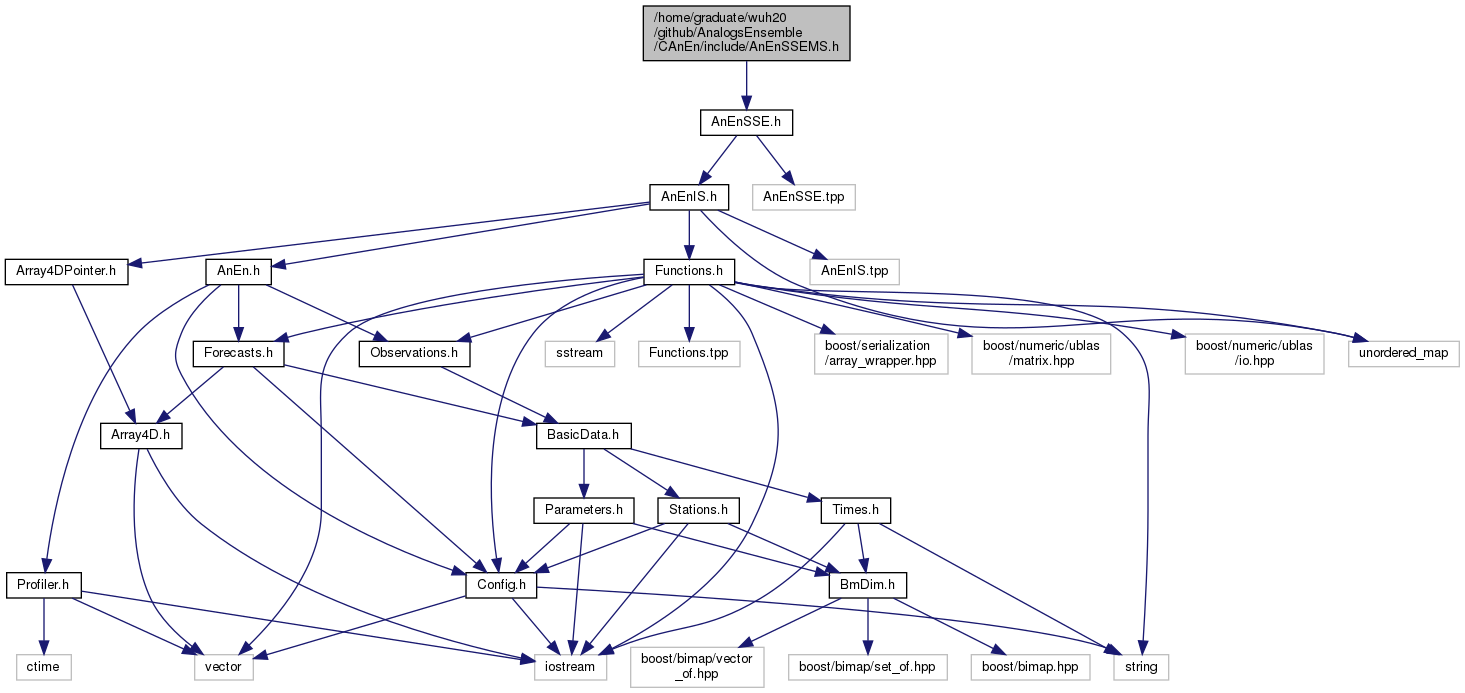 /home/graduate/wuh20
/github/AnalogsEnsemble
/CAnEn/include/AnEnSSEMS.h
AnEnSSE.h
AnEnIS.h
AnEnSSE.tpp
Array4DPointer.h
AnEn.h
Functions.h
AnEnIS.tpp
Forecasts.h
Observations.h
sstream
Functions.tpp
boost/serialization
/array_wrapper.hpp
boost/numeric/ublas
/matrix.hpp
boost/numeric/ublas
/io.hpp
unordered_map
Array4D.h
BasicData.h
Parameters.h
Stations.h
Times.h
Profiler.h
Config.h
BmDim.h
ctime
vector
iostream
boost/bimap/vector
_of.hpp
boost/bimap/set_of.hpp
boost/bimap.hpp
string